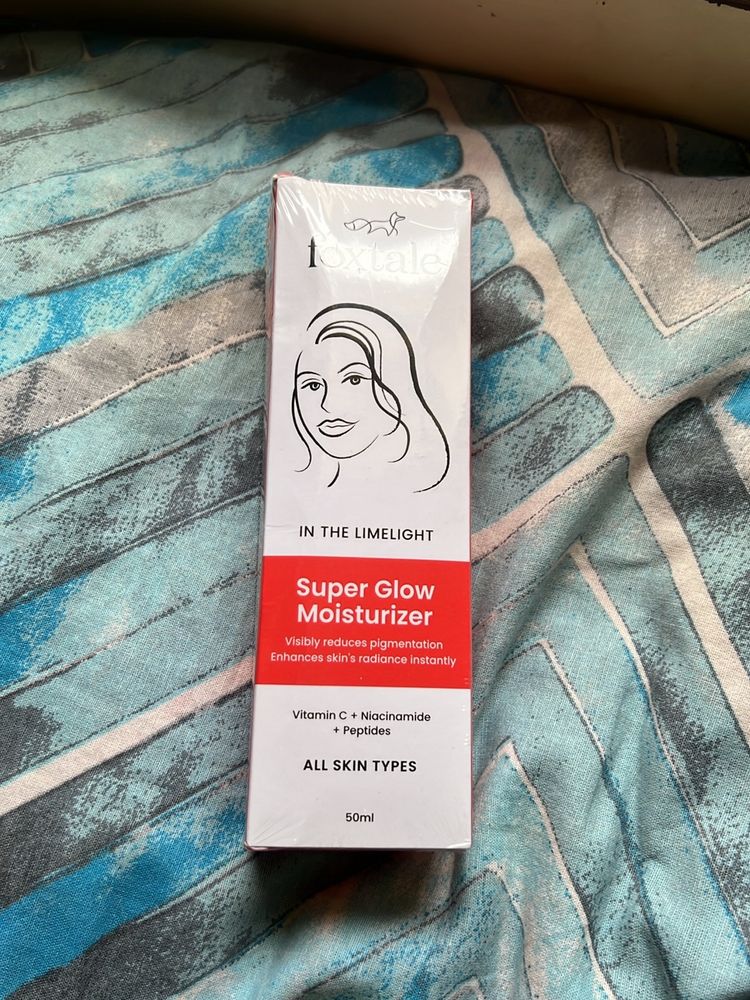 foxtale
IN THE LIMELIGHT
Super Glow
Moisturizer
Visibly reduces pigmentation
Enhances skin's radiance instantly
Vitamin C + Niacinamide
+ Peptides
ALL SKIN TYPES
50ml